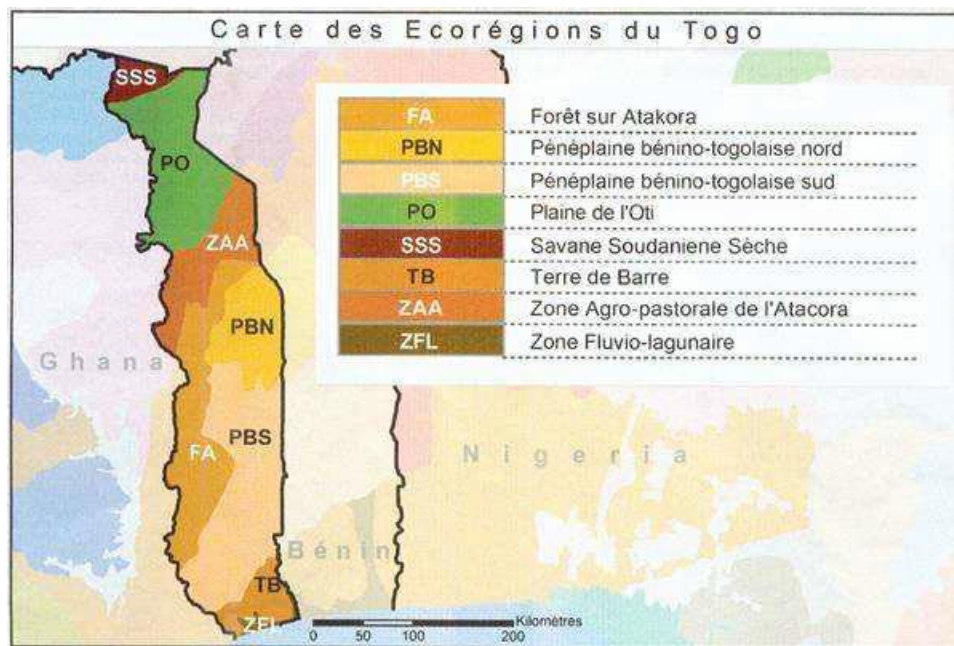 Carte des Ecorégions du Togo
SSS
FA Forêt sur Atakora
PBN Pénéplaine bénino-togolaise nord
PBS Pénéplaine bénino-togolaise sud
PO Plaine de l'Oti
SSS Savane Soudaniene Sèche
TB Terre de Barre
ZAA Zone Agro-pastorale de l'Atacora
ZFL Zone Fluvio-lagunaire
PO
ZAA
PBN
Ghana
PBS
FA
Nigeria
Bénin
TB
ZFL
Kilomètres
0 50 100 200